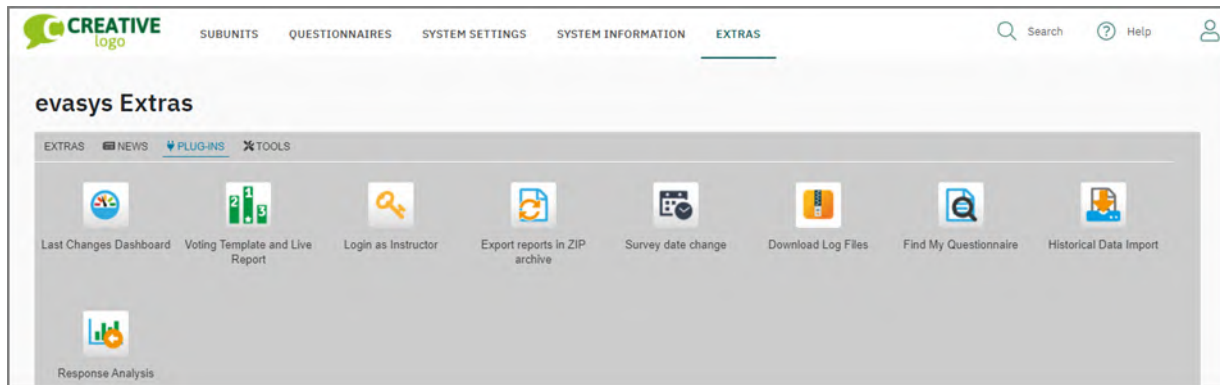 CREATIVE
logo
SUBUNITS QUESTIONNAIRES SYSTEM SETTINGS SYSTEM INFORMATION EXTRAS Search Help
evasys Extras
EXTRAS NEWS PLUG-INS TOOLS
Last Changes Dashboard Voting Template and Live Login as Instructor Export reports in ZIP Survey date change Download Log Files Find My Questionnaire Historical Data Import
Report archive
Response Analysis